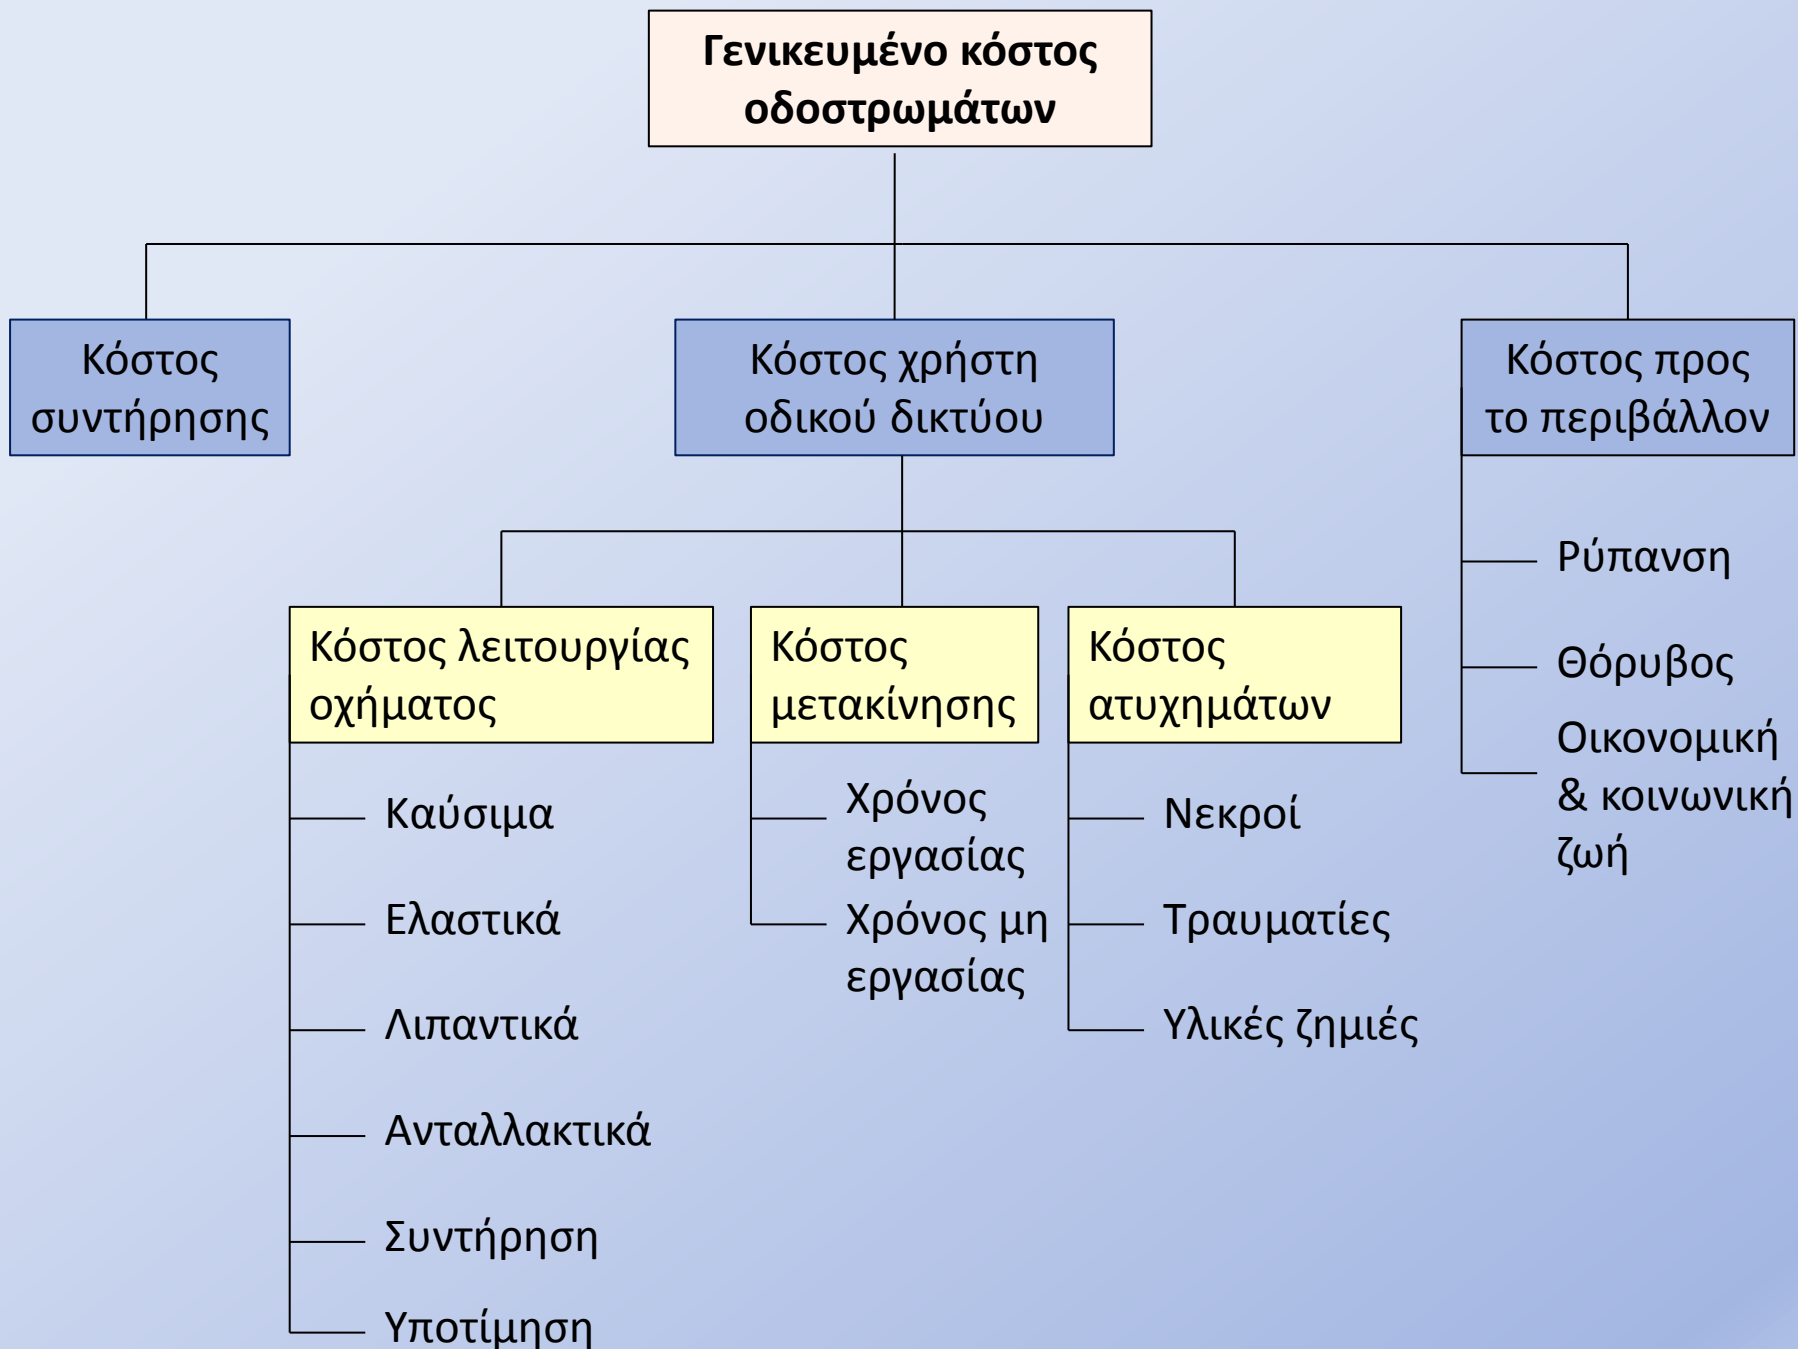 Γενικευμένο κόστος
οδοστρωμάτων
Κόστος
συντήρησης
Κόστος χρήστη
οδικού δικτύου
Κόστος προς
το περιβάλλον
Ρύπανση
Θόρυβος
Οικονομική
& κοινωνική
ζωή
Κόστος λειτουργίας
οχήματος
Καύσιμα
Ελαστικά
Λιπαντικά
Ανταλλακτικά
Συντήρηση
Υποτίμηση
Κόστος
μετακίνησης
Χρόνος
εργασίας
Χρόνος μη
εργασίας
Κόστος
ατυχημάτων
Νεκροί
Τραυματίες
Υλικές ζημιές